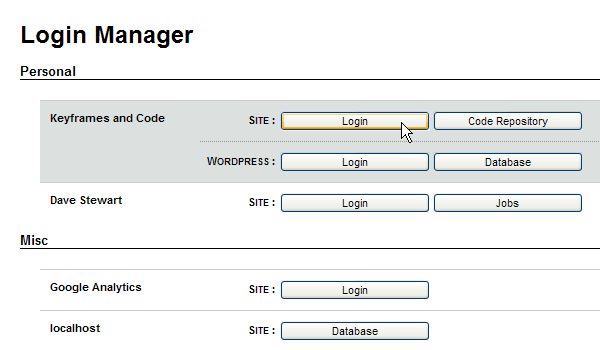 Login Manager
Personal
Keyframes and Code SITE : Login Code Repository
WORDPRESS : Login Database
Dave Stewart SITE : Login Jobs
Misc
Google Analytics SITE : Login
localhost SITE : Database